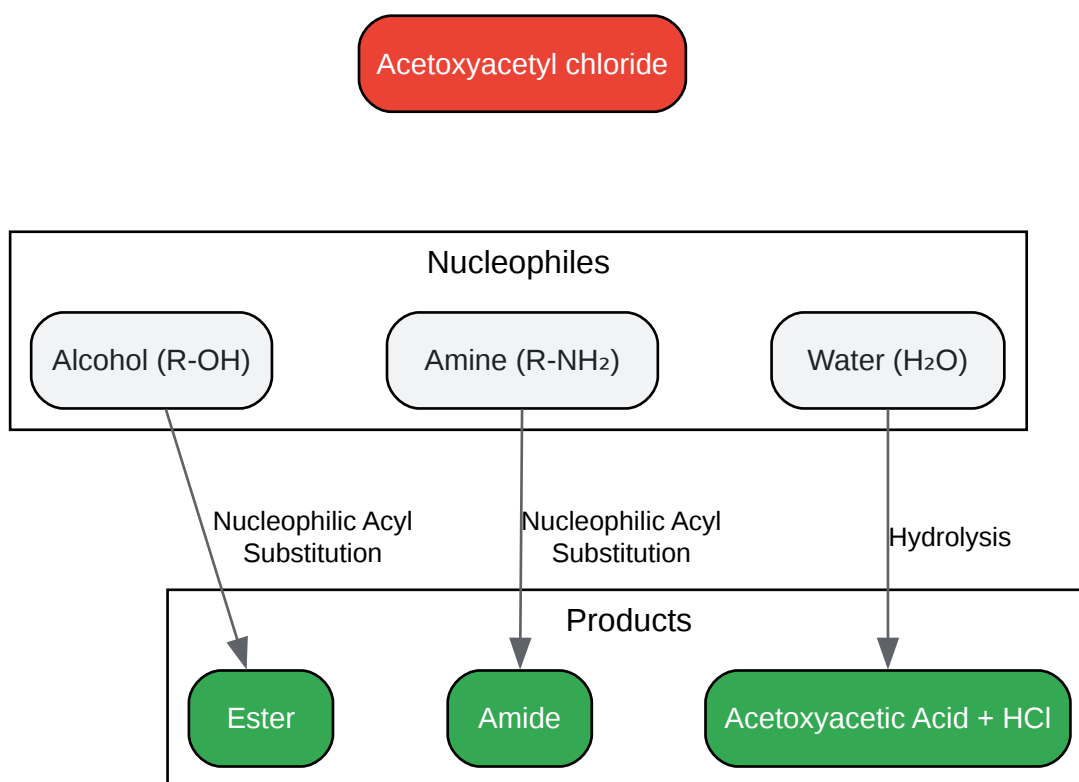 Acetoxyacetyl chloride
Nucleophiles
Alcohol (R-OH)
Amine (R-NH₂)
Water (H₂O)
Nucleophilic Acyl
Substitution
Nucleophilic Acyl
Substitution
Hydrolysis
Products
Ester
Amide
Acetoxyacetic Acid + HCl